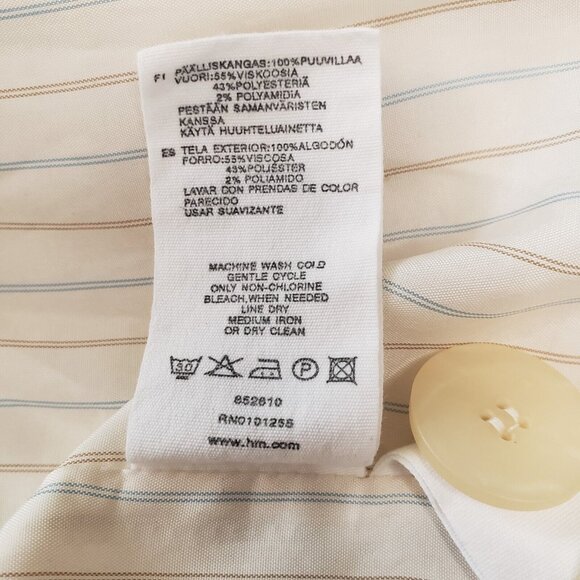 FI PÄÄLLISKANGAS:100%PUUVILLAA
VUORI:55%VISKOOSIA
43%POLYESTERIÄ
2% POLYAMIDIA
PESTÄÄN SAMANVÄRISTEN
KANSSA
KÄYTÄ HUUHTELUAINETTA
ES TELA EXTERIOR:100%ALGODÓN
FORRO:55%VISCOSA
43%POLIÉSTER
2% POLIAMIDO
LAVAR CON PRENDAS DE COLOR
PARECIDO
USAR SUAVIZANTE
MACHINE WASH COLD
GENTLE CYCLE
ONLY NON-CHLORINE
BLEACH,WHEN NEEDED
LINE DRY
MEDIUM IRON
OR DRY CLEAN
30 P
852610
RN0101255
www.hm.com